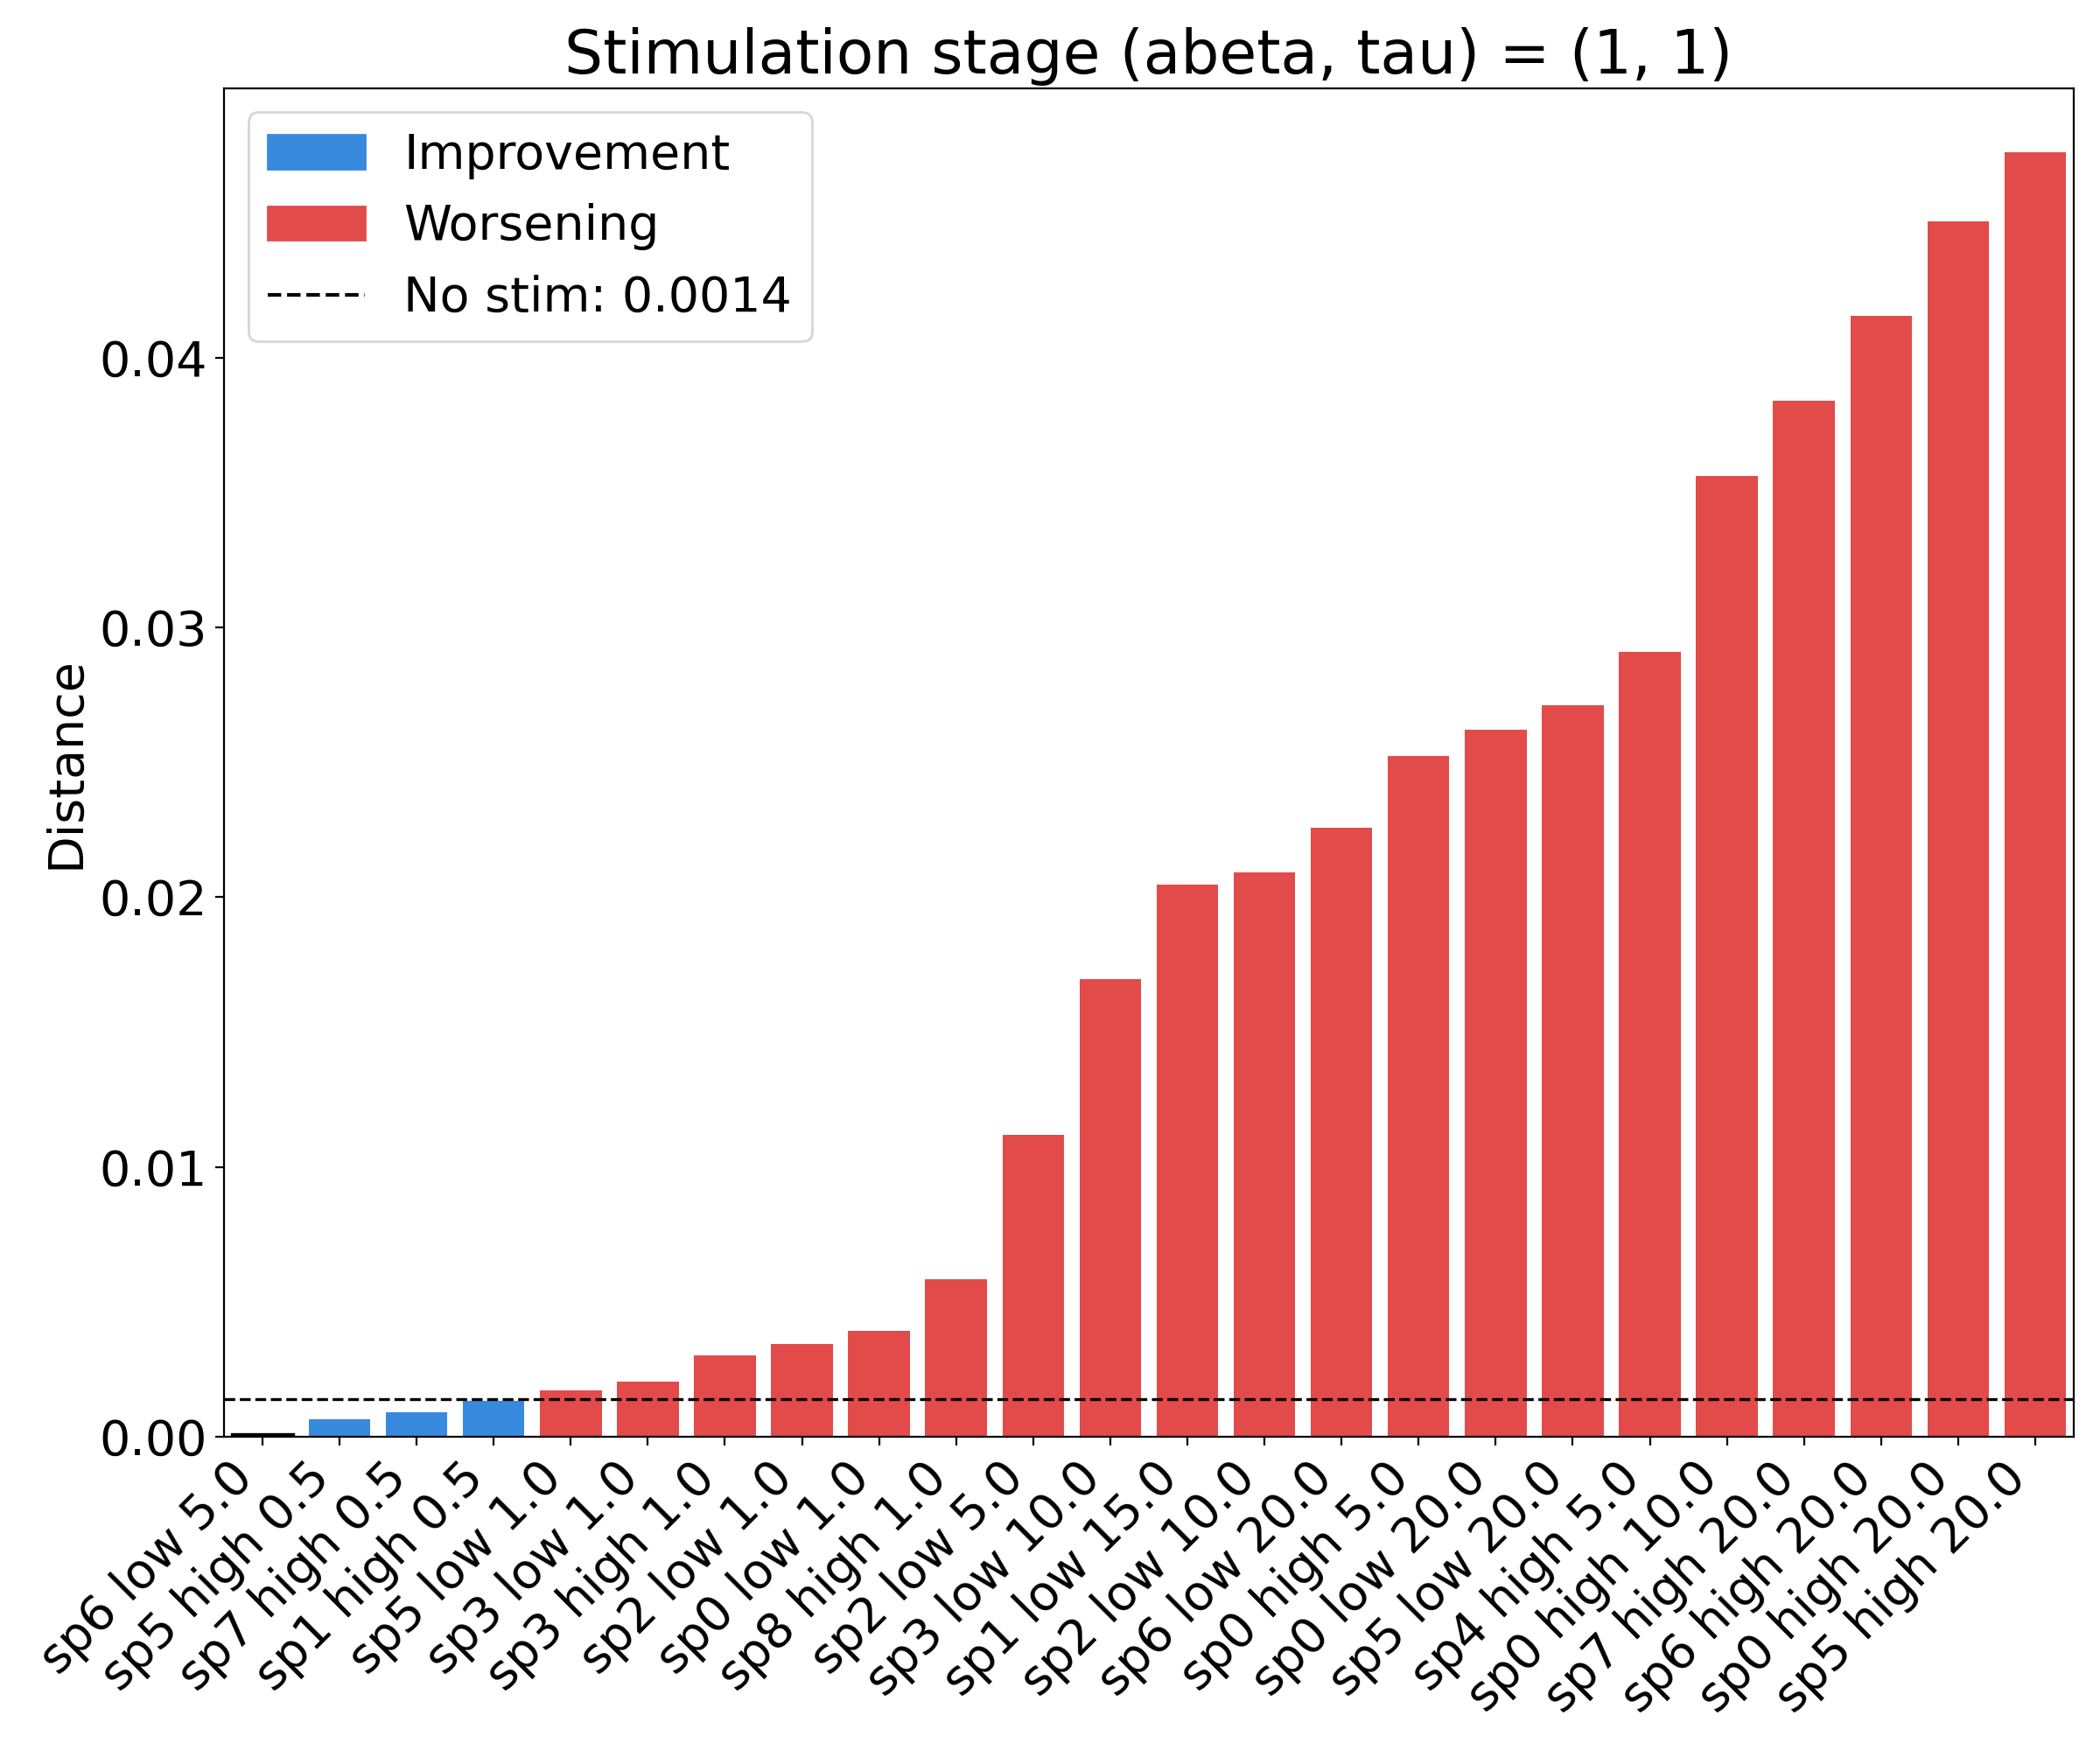 Stimulation stage (abeta, tau) = (1, 1)
Improvement
Worsening
No stim: 0.0014
Distance
0.04
0.03
0.02
0.01
0.00
sp6 low 5.0
sp5 high 0.5
sp7 high 0.5
sp1 high 0.5
sp5 low 1.0
sp3 low 1.0
sp3 high 1.0
sp2 low 1.0
sp0 low 1.0
sp8 high 1.0
sp2 low 5.0
sp3 low 10.0
sp1 low 15.0
sp2 low 10.0
sp6 low 20.0
sp0 high 5.0
sp0 low 20.0
sp5 low 20.0
sp4 high 5.0
sp0 high 10.0
sp7 high 20.0
sp6 high 20.0
sp0 high 20.0
sp5 high 20.0